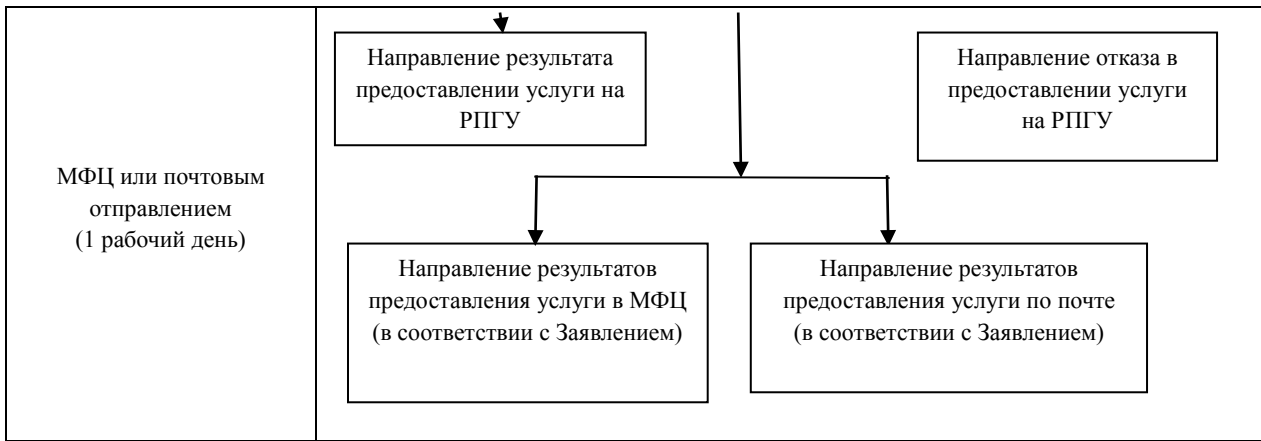 МФЦ или почтовым
отправлением
(1 рабочий день)
Направление результата
предоставлении услуги на
РПГУ
Направление отказа в
предоставлении услуги
на РПГУ
Направление результатов
предоставления услуги в МФЦ
(в соответствии с Заявлением)
Направление результатов
предоставления услуги по почте
(в соответствии с Заявлением)